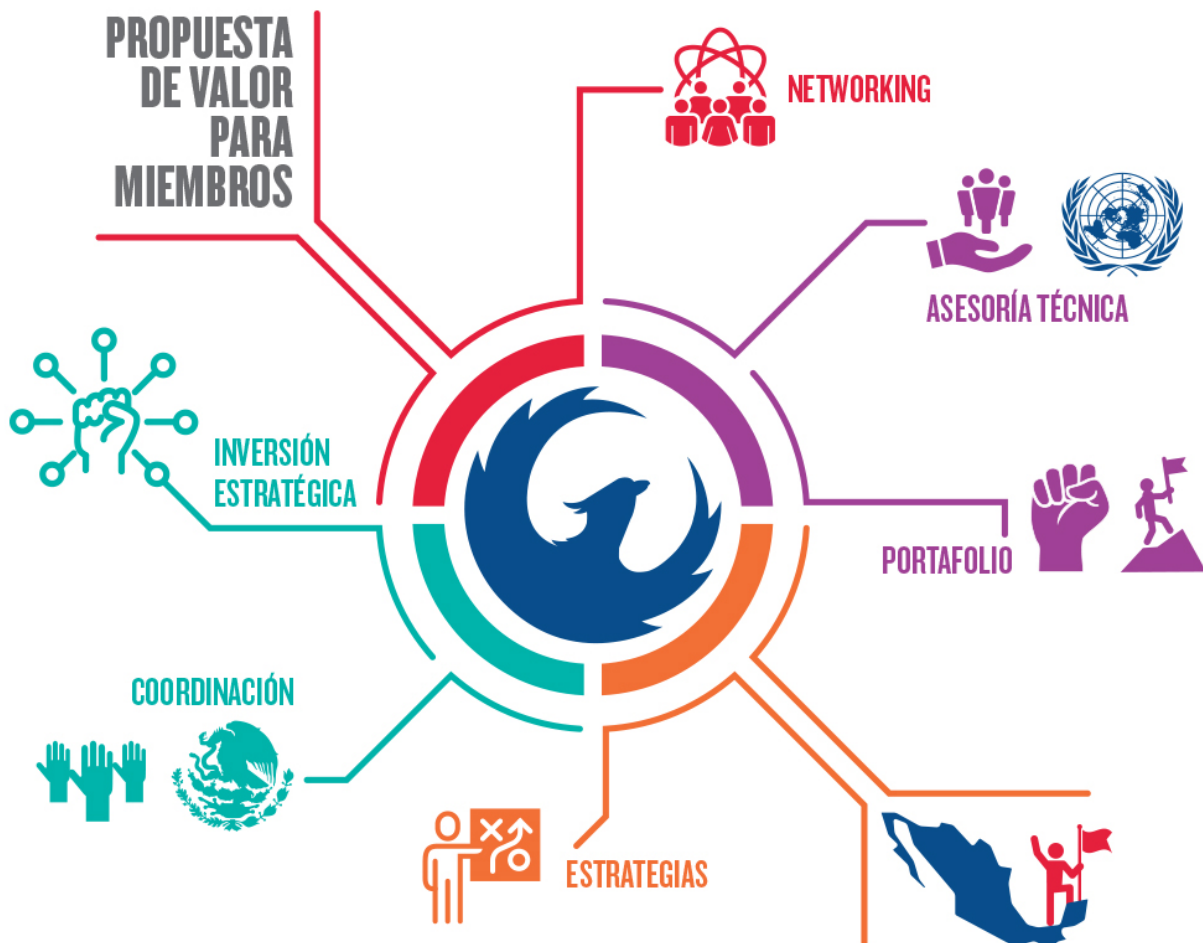 PROPUESTA
DE VALOR
PARA
MIEMBROS
NETWORKING
ASESORÍA TÉCNICA
INVERSIÓN
ESTRATÉGICA
PORTAFOLIO
COORDINACIÓN
ESTRATEGIAS